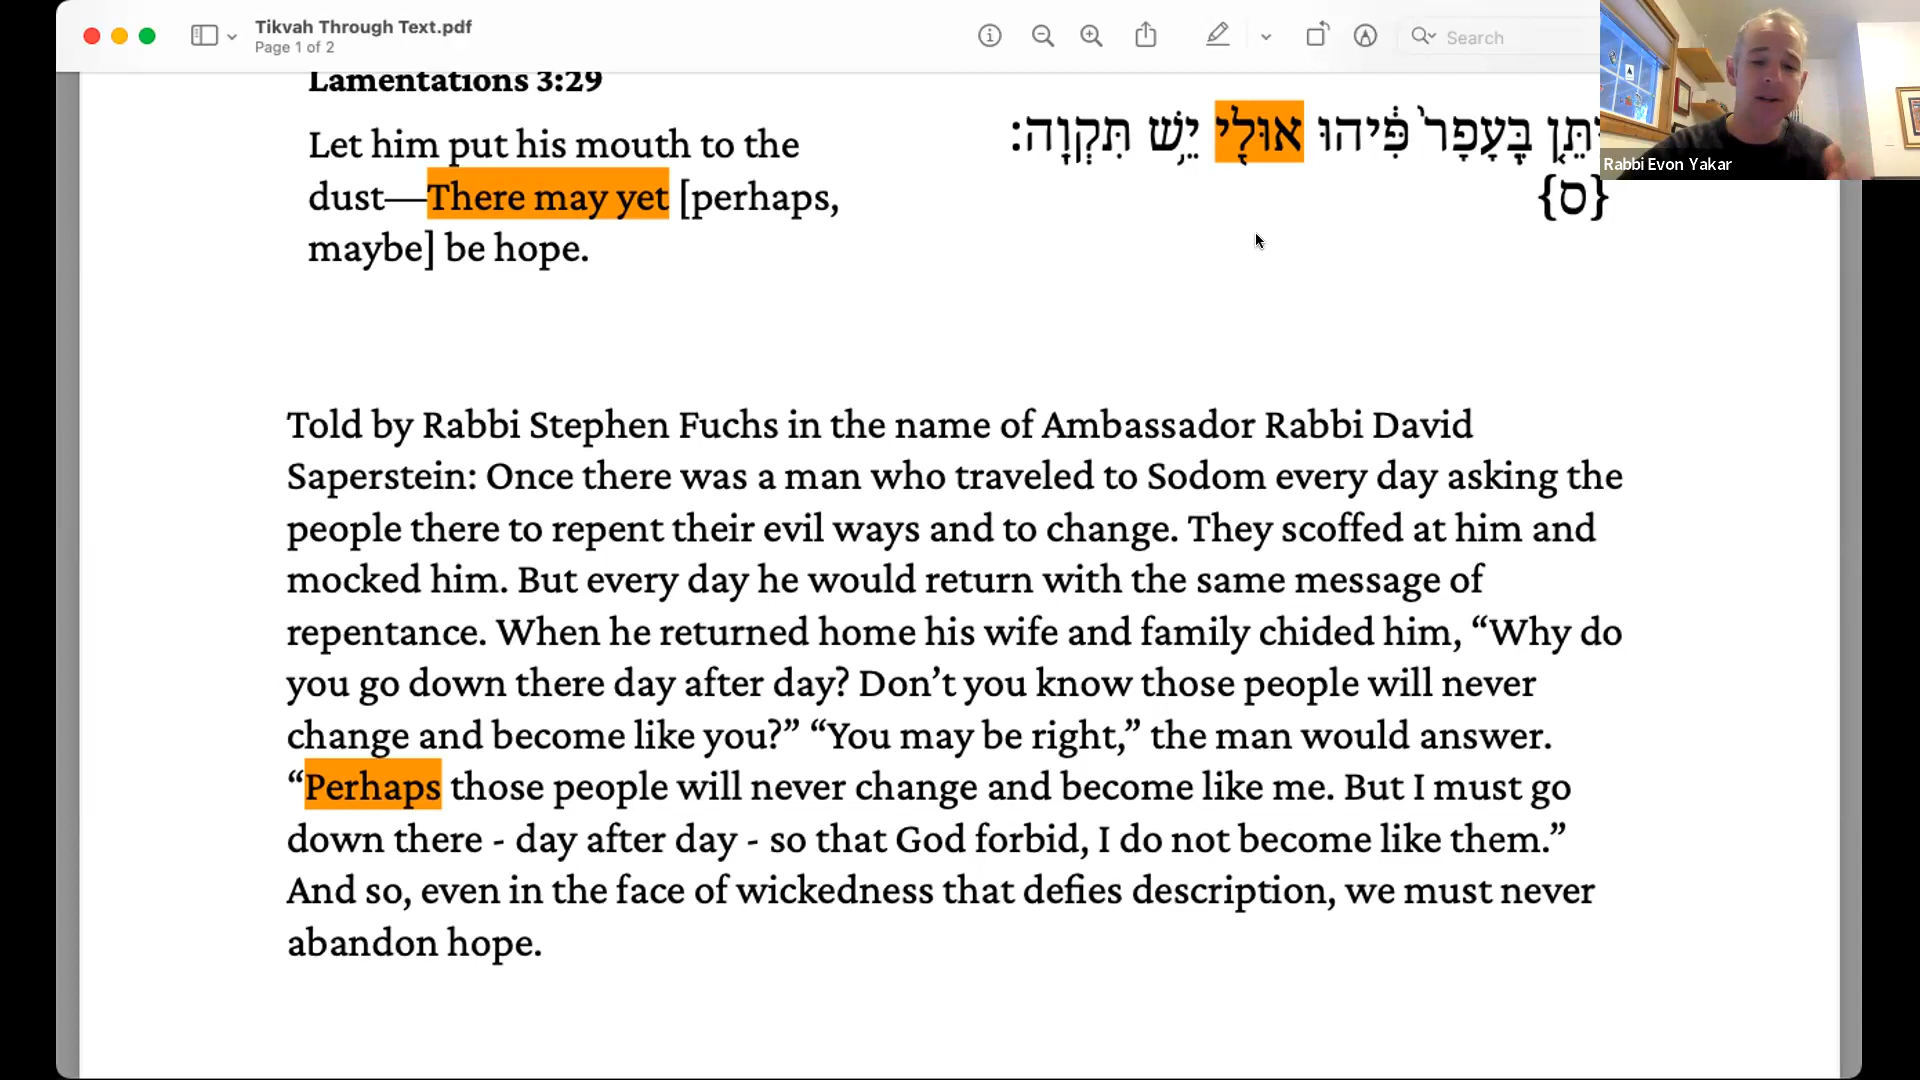 Tikvah Through Text.pdf
Page 1 of 2
Search
Rabbi Evon Yakar
Lamentations 3:29
Let him put his mouth to the
dust—There may yet [perhaps,
maybe] be hope.
בֶּֽעָפָר֙ פִּ֔יהוּ אוּלַ֖י יֵ֥שׁ תִּקְוָֽה׃
{ס}
Told by Rabbi Stephen Fuchs in the name of Ambassador Rabbi David
Saperstein: Once there was a man who traveled to Sodom every day asking the
people there to repent their evil ways and to change. They scoffed at him and
mocked him. But every day he would return with the same message of
repentance. When he returned home his wife and family chided him, “Why do
you go down there day after day? Don’t you know those people will never
change and become like you?” “You may be right,” the man would answer.
“Perhaps those people will never change and become like me. But I must go
down there - day after day - so that God forbid, I do not become like them.”
And so, even in the face of wickedness that defies description, we must never
abandon hope.